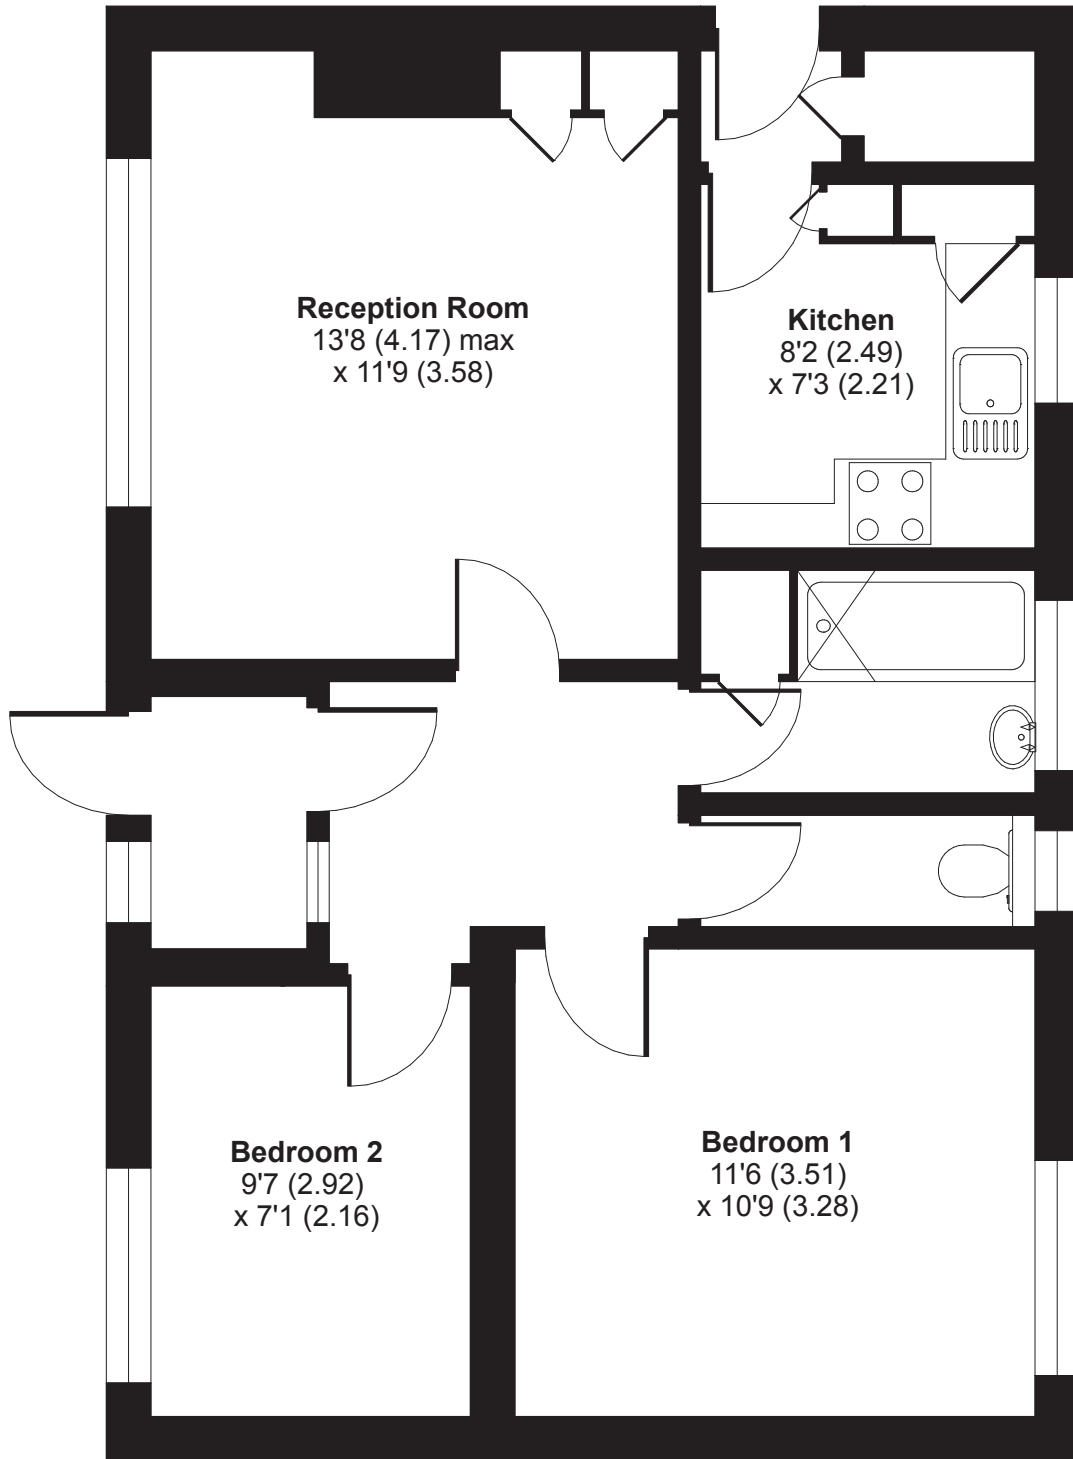 Reception Room
13'8 (4.17) max
x 11'9 (3.58)
Kitchen
8'2 (2.49)
x 7'3 (2.21)
Bedroom 2
9'7 (2.92)
x 7'1 (2.16)
Bedroom 1
11'6 (3.51)
x 10'9 (3.28)